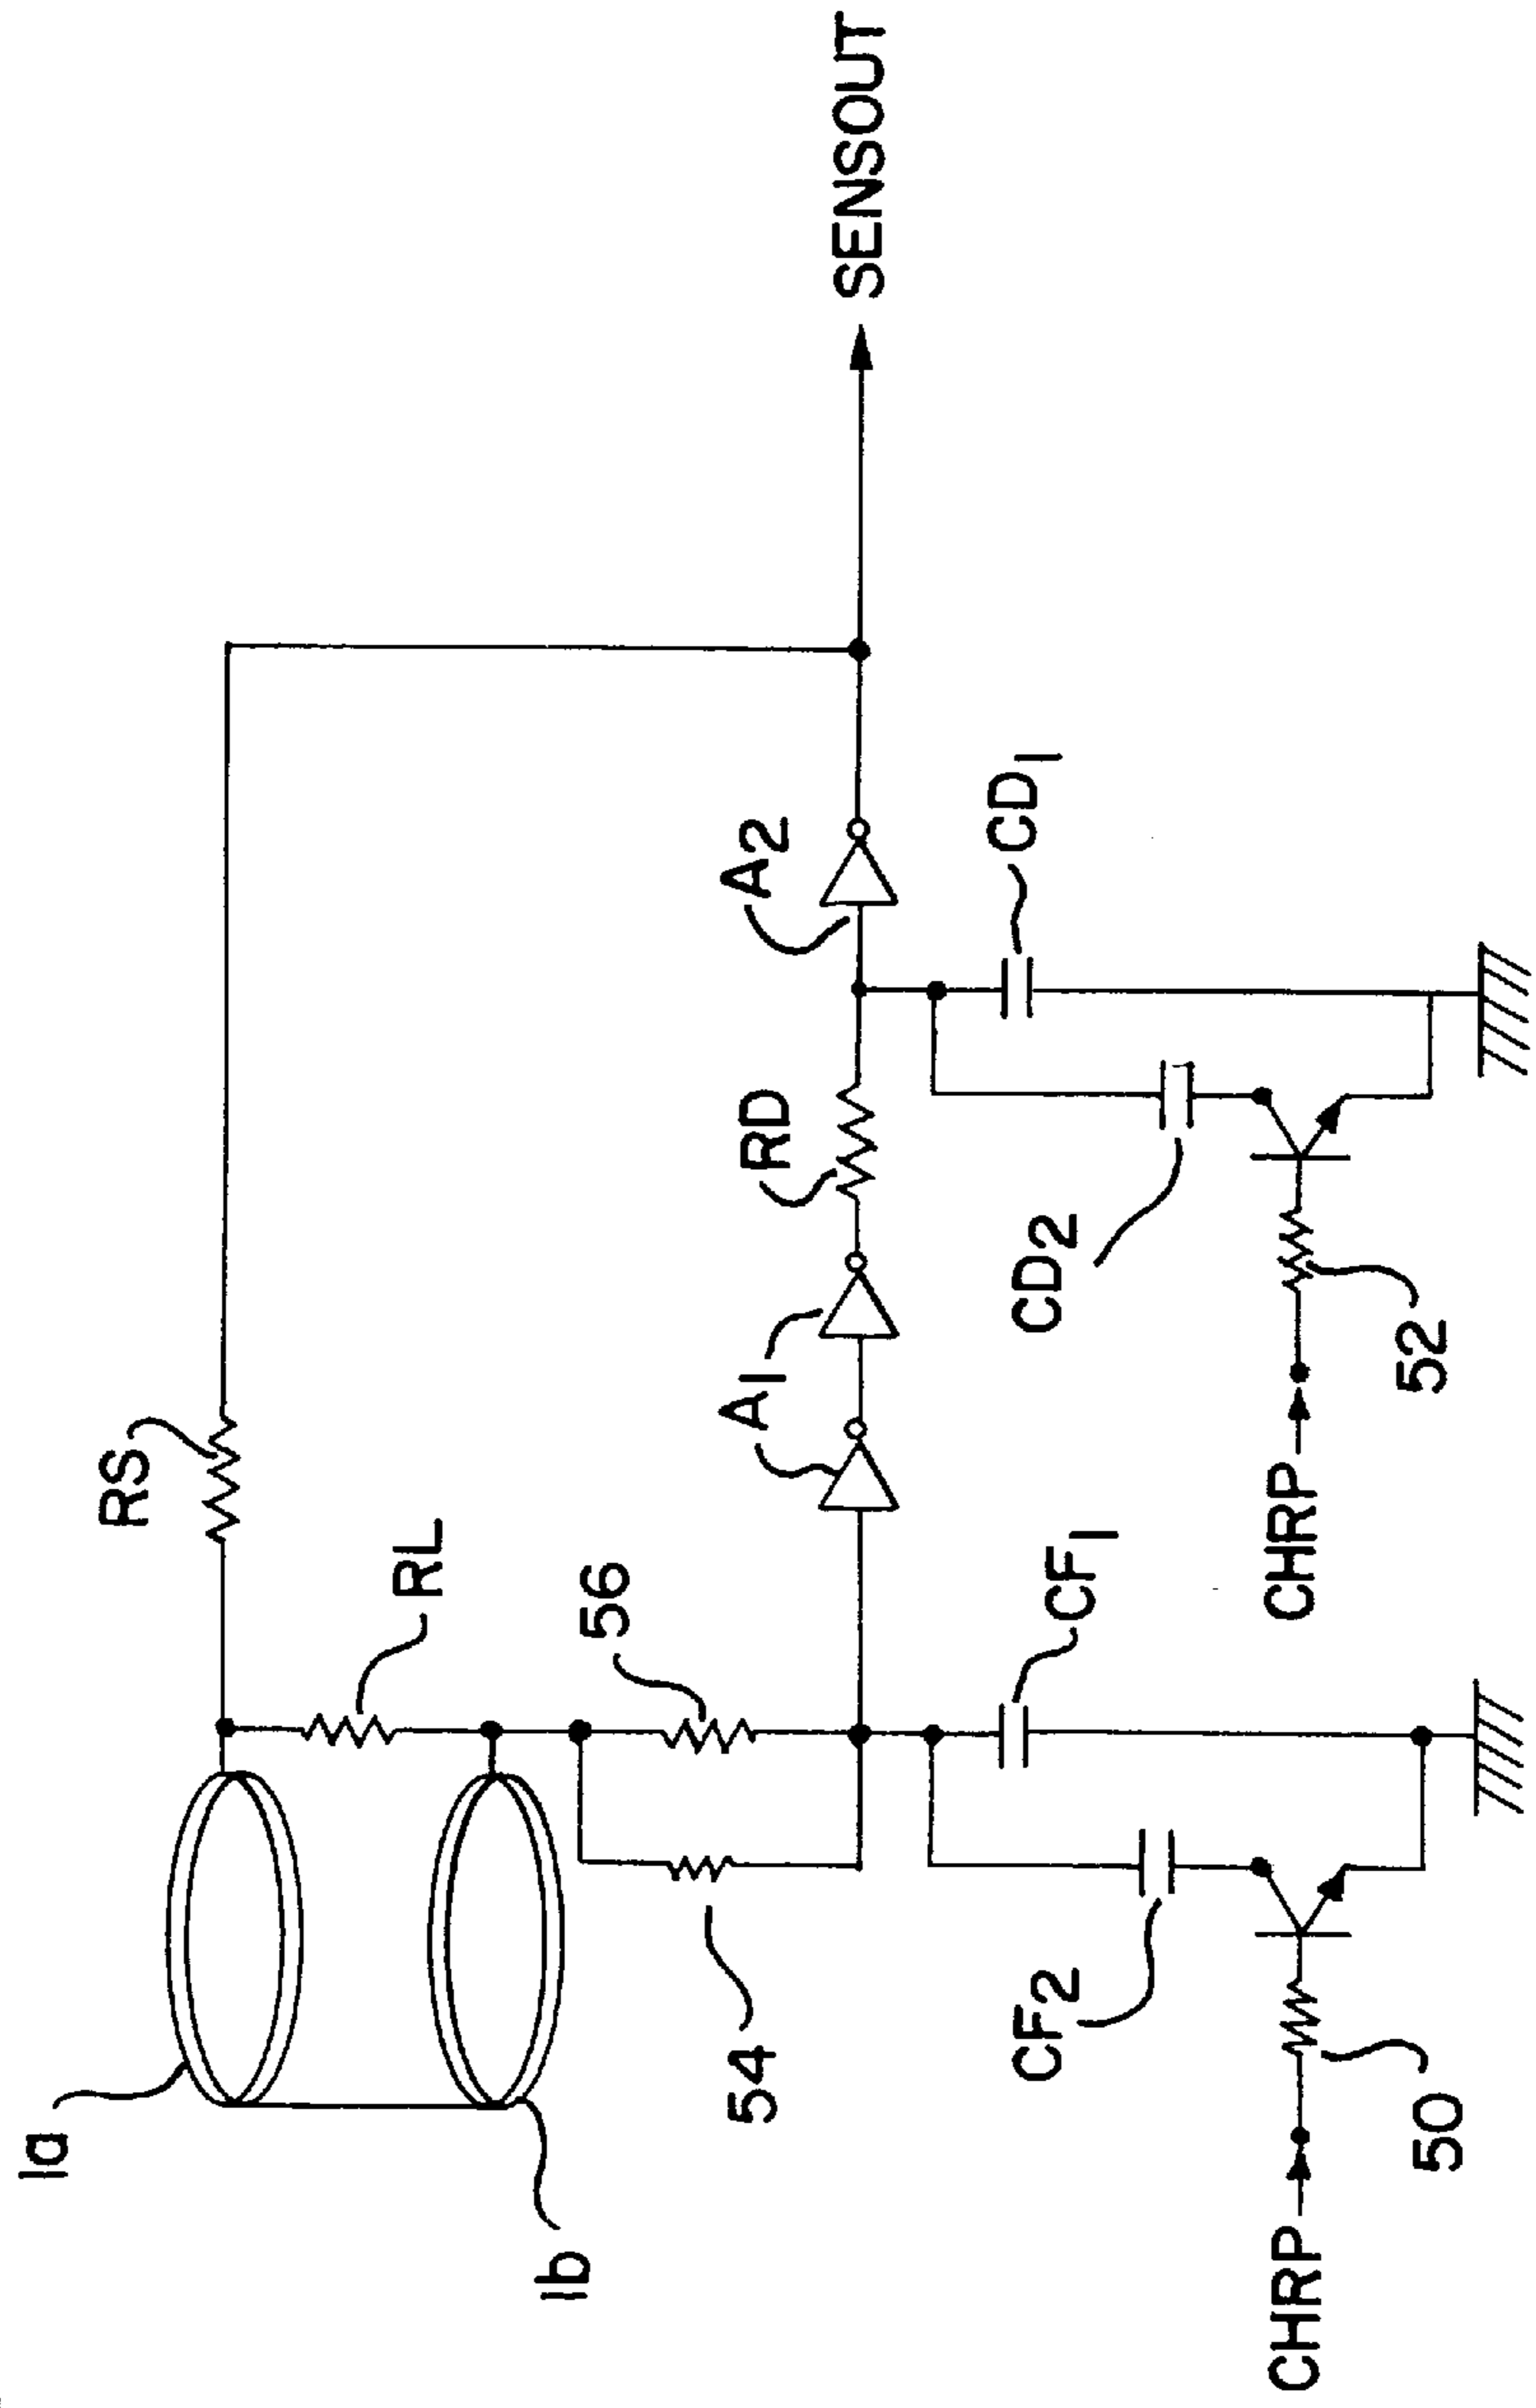 1a
1b
RS
RL
54
56
A1
RD
A2
SENSOUT
CF2
CF1
CD2
CD1
CHRP
50
CHRP
52